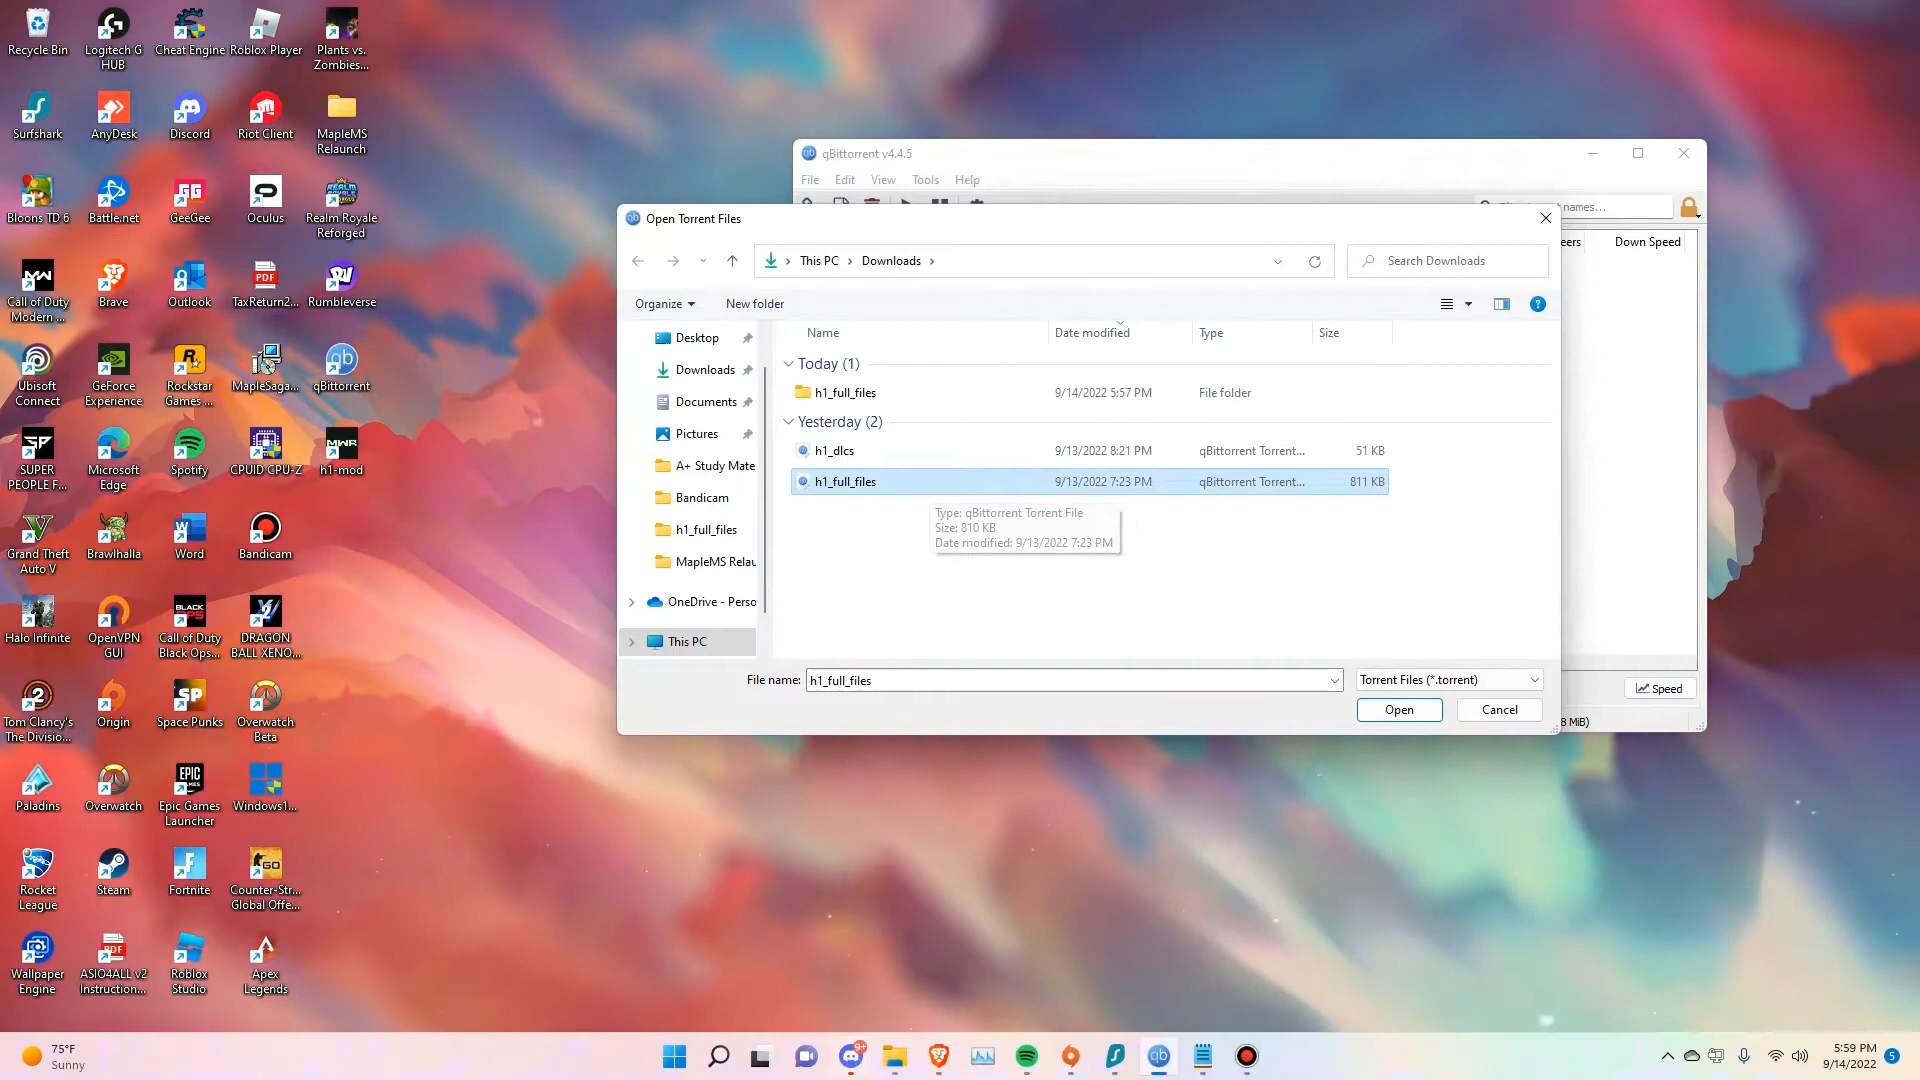 Recycle Bin
Logitech G
HUB
Cheat Engine
Roblox Player
Plants vs.
Zombies...
Surfshark
AnyDesk
Discord
Riot Client
MapleMS
Relaunch
Bloons TD 6
Battle.net
GeeGee
Oculus
Realm Royale
Reforged
Call of Duty
Modern ...
Brave
Outlook
TaxReturn2...
Rumbleverse
Ubisoft
Connect
GeForce
Experience
Rockstar
Games ...
MapleSaga...
qBittorrent
SUPER
PEOPLE F...
Microsoft
Edge
Spotify
CPUID CPU-Z
h1-mod
Grand Theft
Auto V
Brawlhalla
Word
Bandicam
Halo Infinite
OpenVPN
GUI
Call of Duty
Black Ops...
DRAGON
BALL XENO...
Tom Clancy's
The Divisio...
Origin
Space Punks
Overwatch
Beta
Paladins
Overwatch
Epic Games
Launcher
Windows1...
Rocket
League
Steam
Fortnite
Counter-Str...
Global Offe...
Wallpaper
Engine
ASIO4ALL v2
Instruction...
Roblox
Studio
Apex
Legends
qBittorrent v4.4.5
File Edit View Tools Help
names...
eers Down Speed
Open Torrent Files
This PC Downloads
Search Downloads
Organize New folder
Desktop
Downloads
Documents
Pictures
A+ Study Mate
Bandicam
h1_full_files
MapleMS Relau
OneDrive - Perso
This PC
Name Date modified Type Size
Today (1)
h1_full_files 9/14/2022 5:57 PM File folder
Yesterday (2)
h1_dlcs 9/13/2022 8:21 PM qBittorrent Torrent... 51 KB
h1_full_files 9/13/2022 7:23 PM qBittorrent Torrent... 811 KB
Type: qBittorrent Torrent File
Size: 810 KB
Date modified: 9/13/2022 7:23 PM
File name: h1_full_files Torrent Files (*.torrent)
Open Cancel
Speed
8 MiB)
75°F
Sunny
9+
5:59 PM
9/14/2022
5